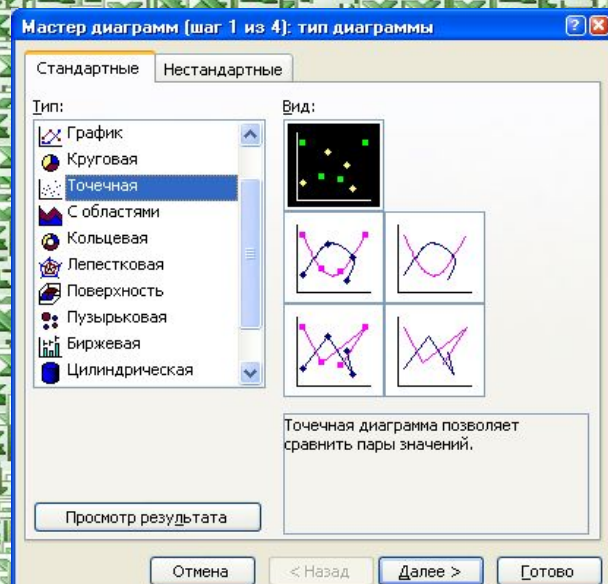 Мастер диаграмм (шаг 1 из 4): тип диаграммы
Стандартные
Нестандартные
Тип:
График
Круговая
Точечная
С областями
Кольцевая
Лепестковая
Поверхность
Пузырьковая
Биржевая
Цилиндрическая
Вид:
Точечная диаграмма позволяет
сравнить пары значений.
Просмотр результата
Отмена
< Назад
Далее >
Готово